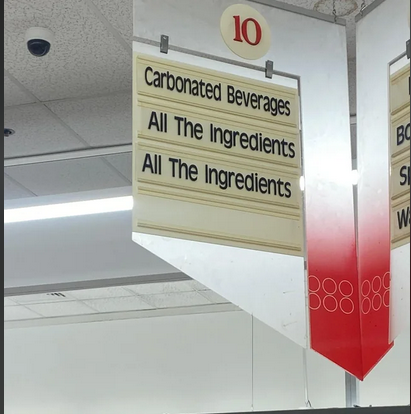 10
Carbonated Beverages
All The Ingredients
All The Ingredients